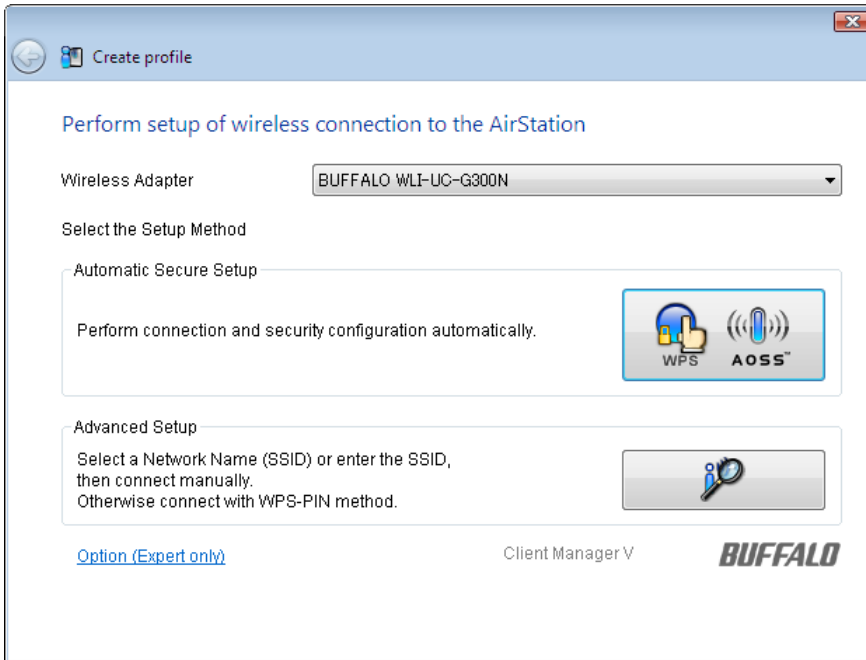 Create profile
Perform setup of wireless connection to the AirStation
Wireless Adapter
BUFFALO WLI-UC-G300N
Select the Setup Method
Automatic Secure Setup
Perform connection and security configuration automatically.
WPS
AOSS™
Advanced Setup
Select a Network Name (SSID) or enter the SSID,
then connect manually.
Otherwise connect with WPS-PIN method.
Option (Expert only)
Client Manager V
BUFFALO